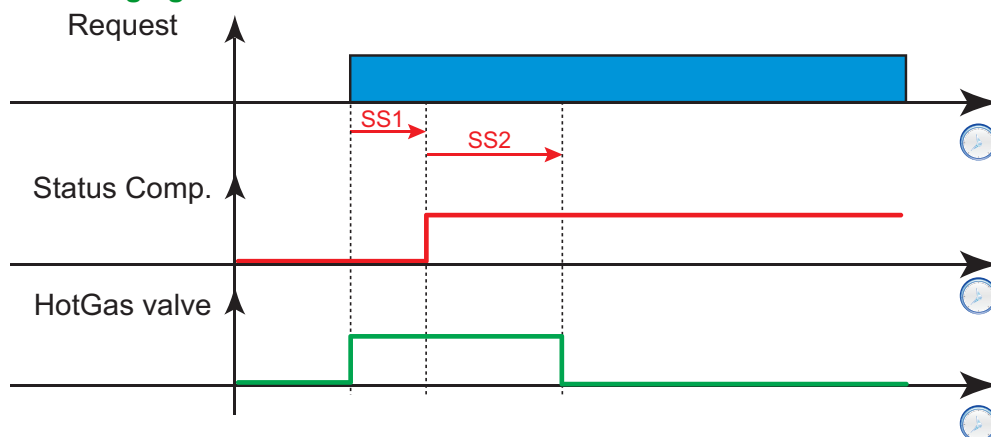 Request
SS1
SS2
Status Comp.
HotGas valve